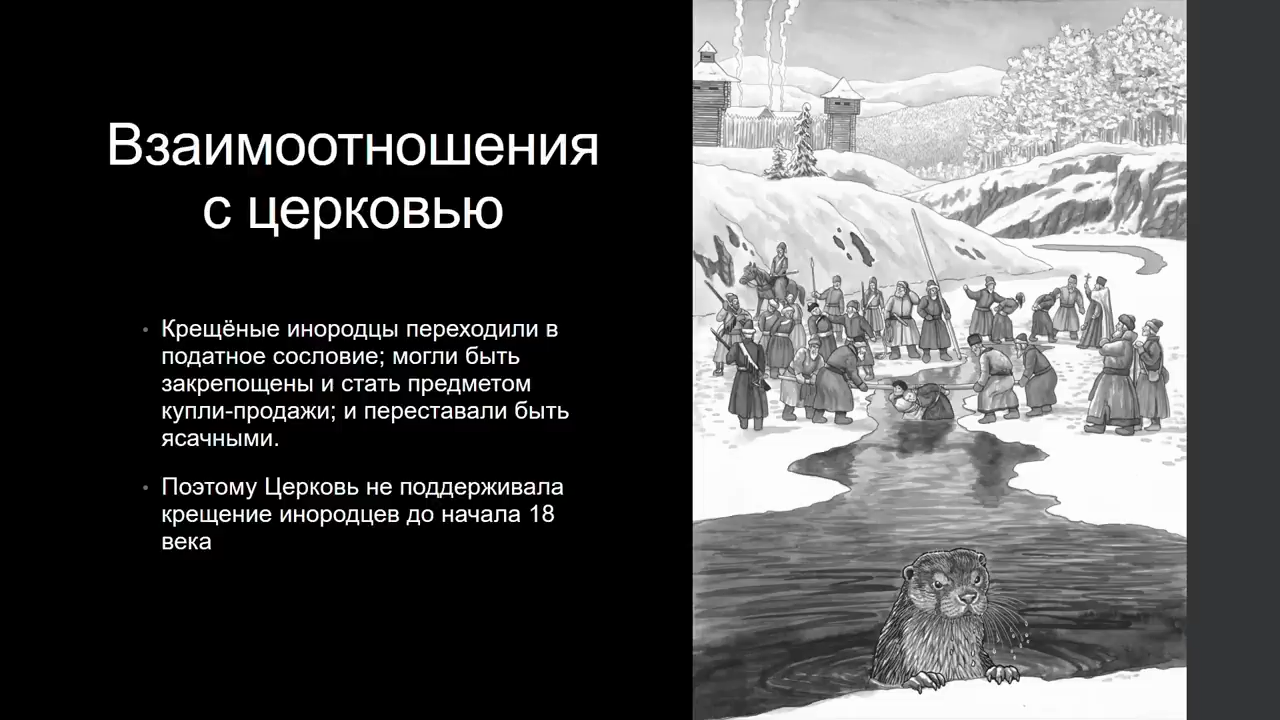 Взаимоотношения
с церковью
• Крещёные инородцы переходили в
податное сословие; могли быть
закрепощены и стать предметом
купли-продажи; и переставали быть
ясачными.
• Поэтому Церковь не поддерживала
крещение инородцев до начала 18
века